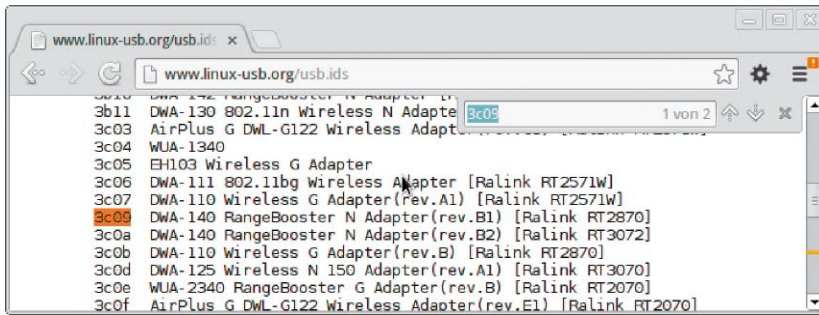 www.linux-usb.org/usb.ids
www.linux-usb.org/usb.ids
3c09 1 von 2
3b11 DWA-130 802.11n Wireless N Adapte
3c03 AirPlus G DWL-G122 Wireless Adapt
3c04 WUA-1340
3c05 EH103 Wireless G Adapter
3c06 DWA-111 802.11bg Wireless Adapter [Ralink RT2571W]
3c07 DWA-110 Wireless G Adapter(rev.A1) [Ralink RT2571W]
3c09 DWA-140 RangeBooster N Adapter(rev.B1) [Ralink RT2870]
3c0a DWA-140 RangeBooster N Adapter(rev.B2) [Ralink RT3072]
3c0b DWA-110 Wireless G Adapter(rev.B) [Ralink RT2870]
3c0d DWA-125 Wireless N 150 Adapter(rev.A1) [Ralink RT3070]
3c0e WUA-2340 RangeBooster G Adapter(rev.B) [Ralink RT2070]
3c0f AirPlus G DWL-G122 Wireless Adapter(rev.E1) [Ralink RT2070]